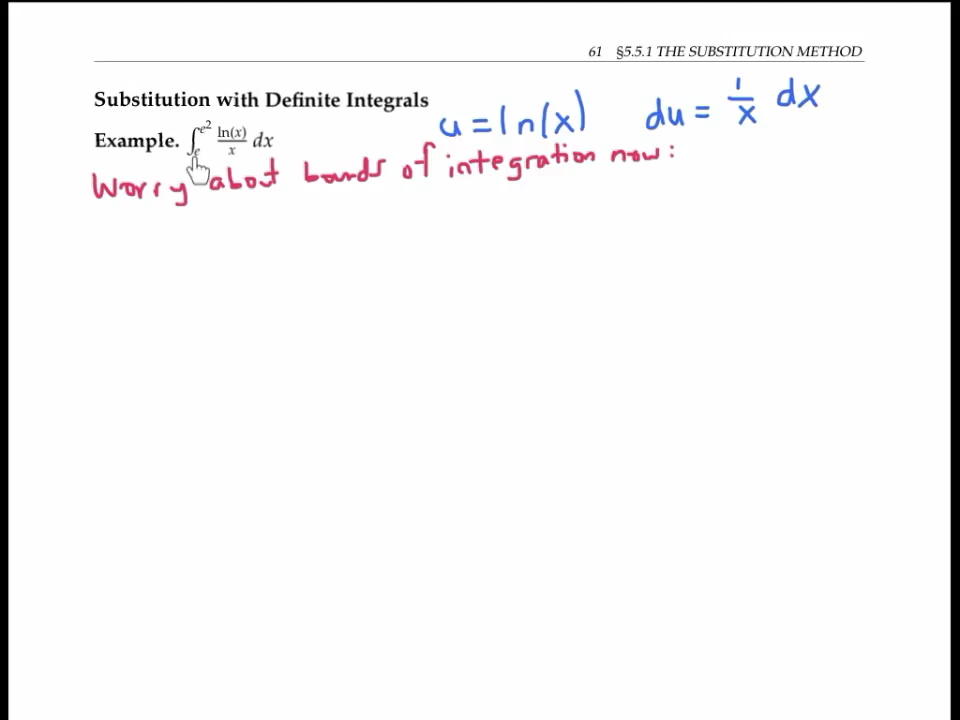 61 §5.5.1 THE SUBSTITUTION METHOD
Substitution with Definite Integrals
Example. ∫ₑ^{e²} ln(x)/x dx
u = ln(x) du = 1/x dx
Worry about bounds of integration now: